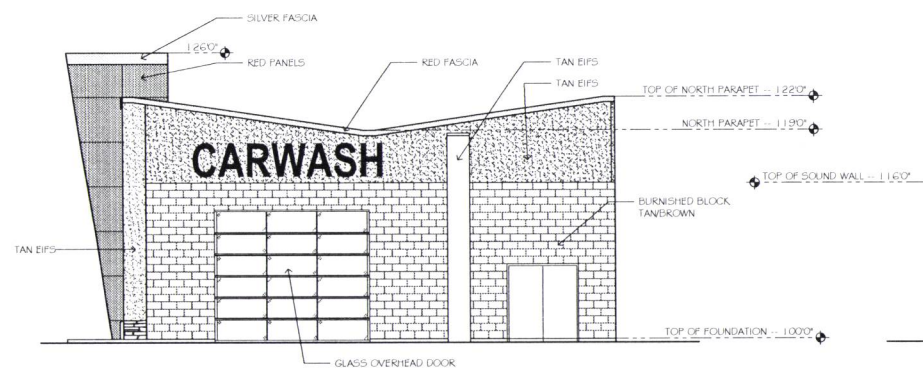 SILVER FASCIA
126'0"
RED PANELS
RED FASCIA
TAN EIFS
TAN EIFS
TOP OF NORTH PARAPET -- 122'0"
NORTH PARAPET -- 119'0"
CARWASH
TOP OF SOUND WALL -- 116'0"
BURNISHED BLOCK
TAN/BROWN
TAN EIFS
TOP OF FOUNDATION -- 100'0"
GLASS OVERHEAD DOOR